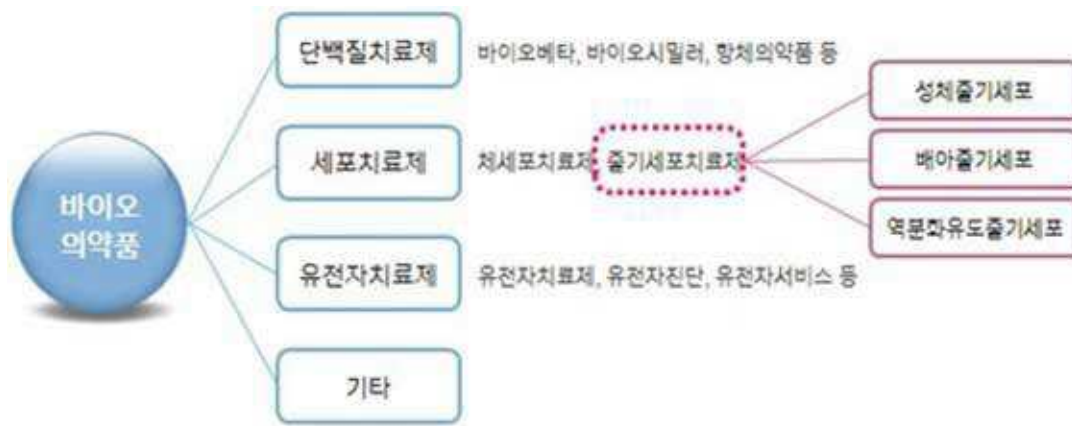 바이오
의약품
단백질치료제
바이오베타, 바이오시밀러, 항체의약품 등
세포치료제
체세포치료제
줄기세포치료제
성체줄기세포
배아줄기세포
역분화유도줄기세포
유전자치료제
유전자치료제, 유전자진단, 유전자서비스 등
기타